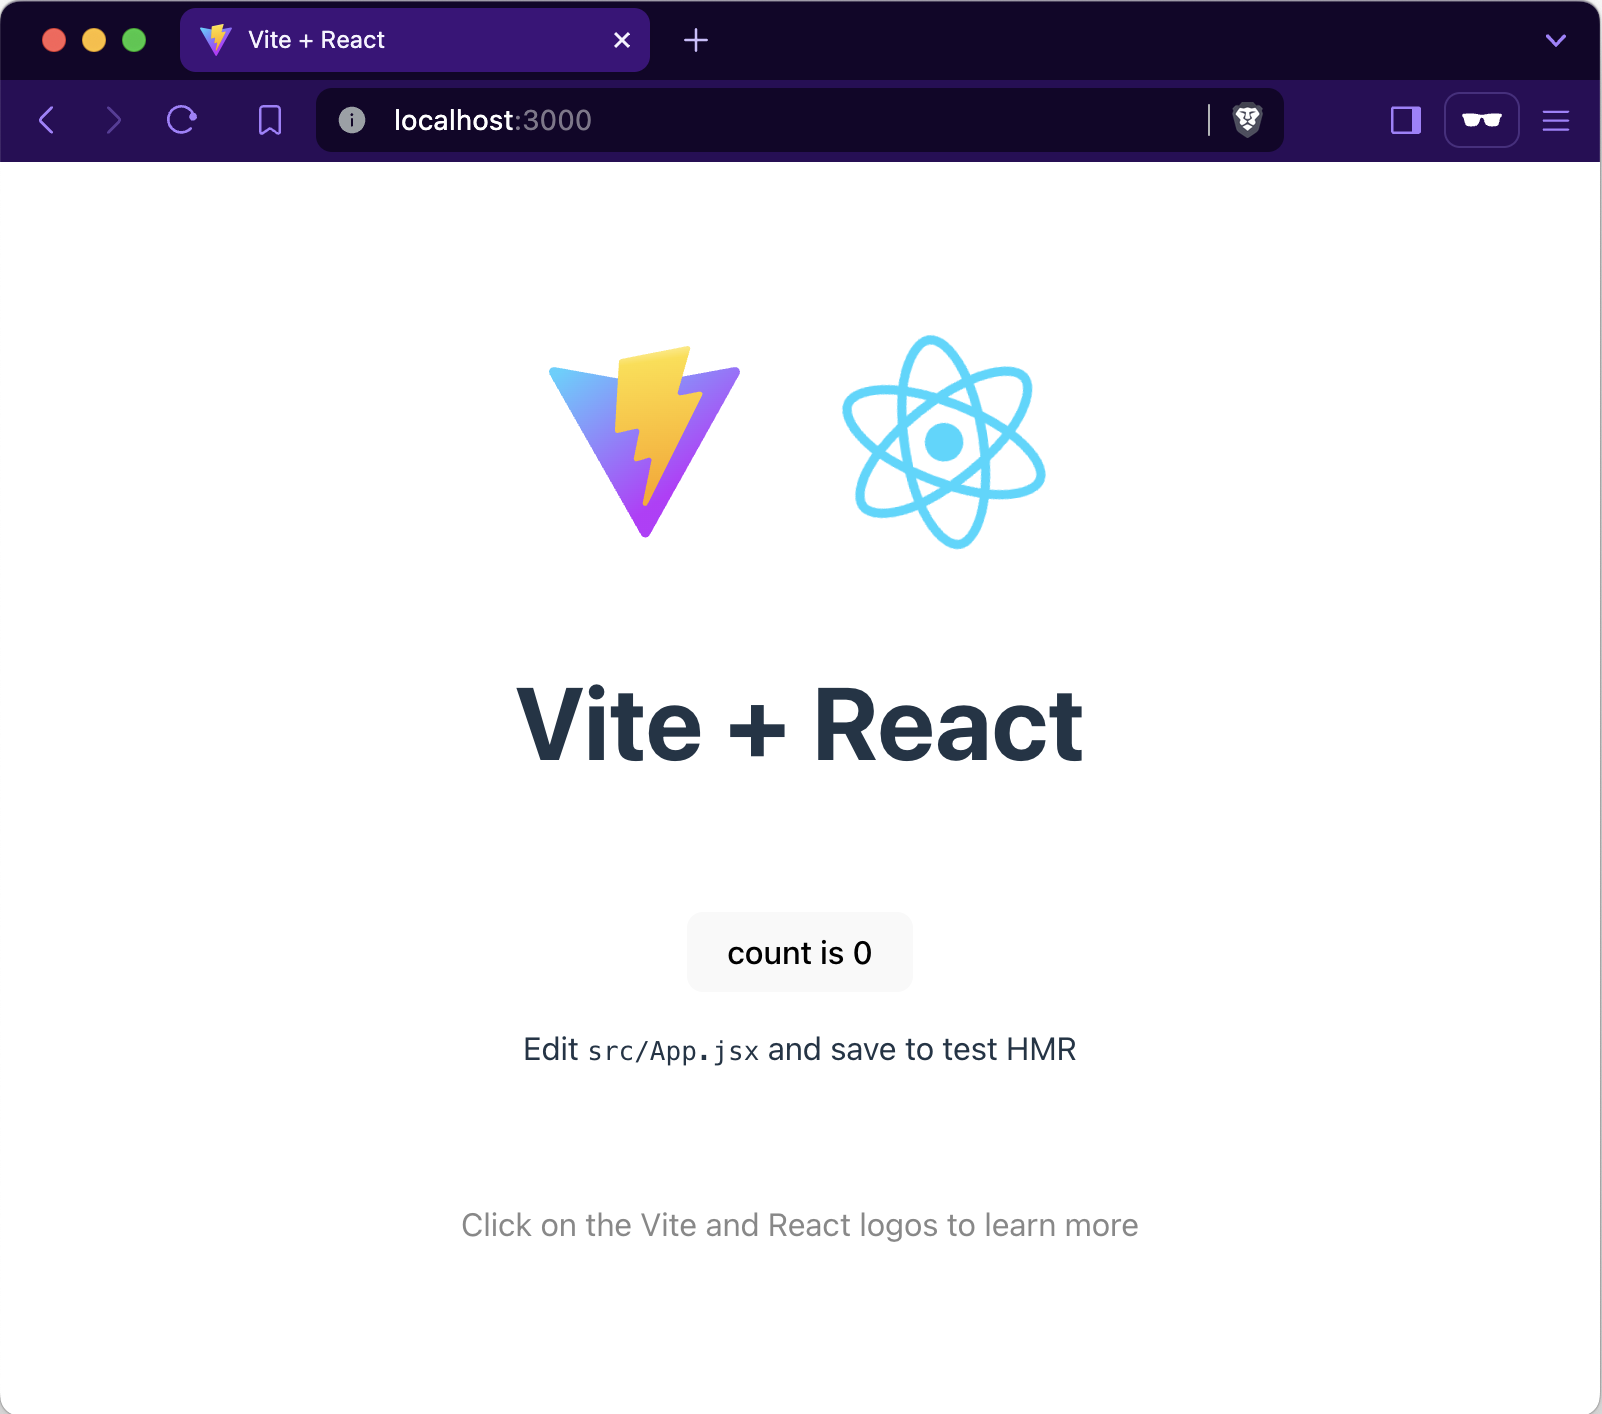 Vite + React
localhost:3000
Vite + React
count is 0
Edit src/App.jsx and save to test HMR
Click on the Vite and React logos to learn more